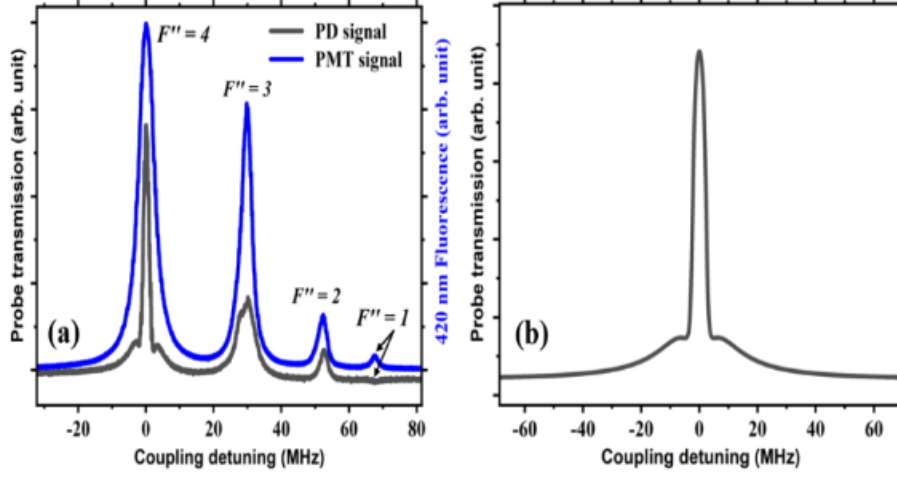 Probe transmission (arb. unit)
F'' = 4
F'' = 3
F'' = 2
F'' = 1
PD signal
PMT signal
(a)
-20 0 20 40 60 80
Coupling detuning (MHz)
420 nm Fluorescence (arb. unit)
Probe transmission (arb. unit)
(b)
-60 -40 -20 0 20 40 60
Coupling detuning (MHz)